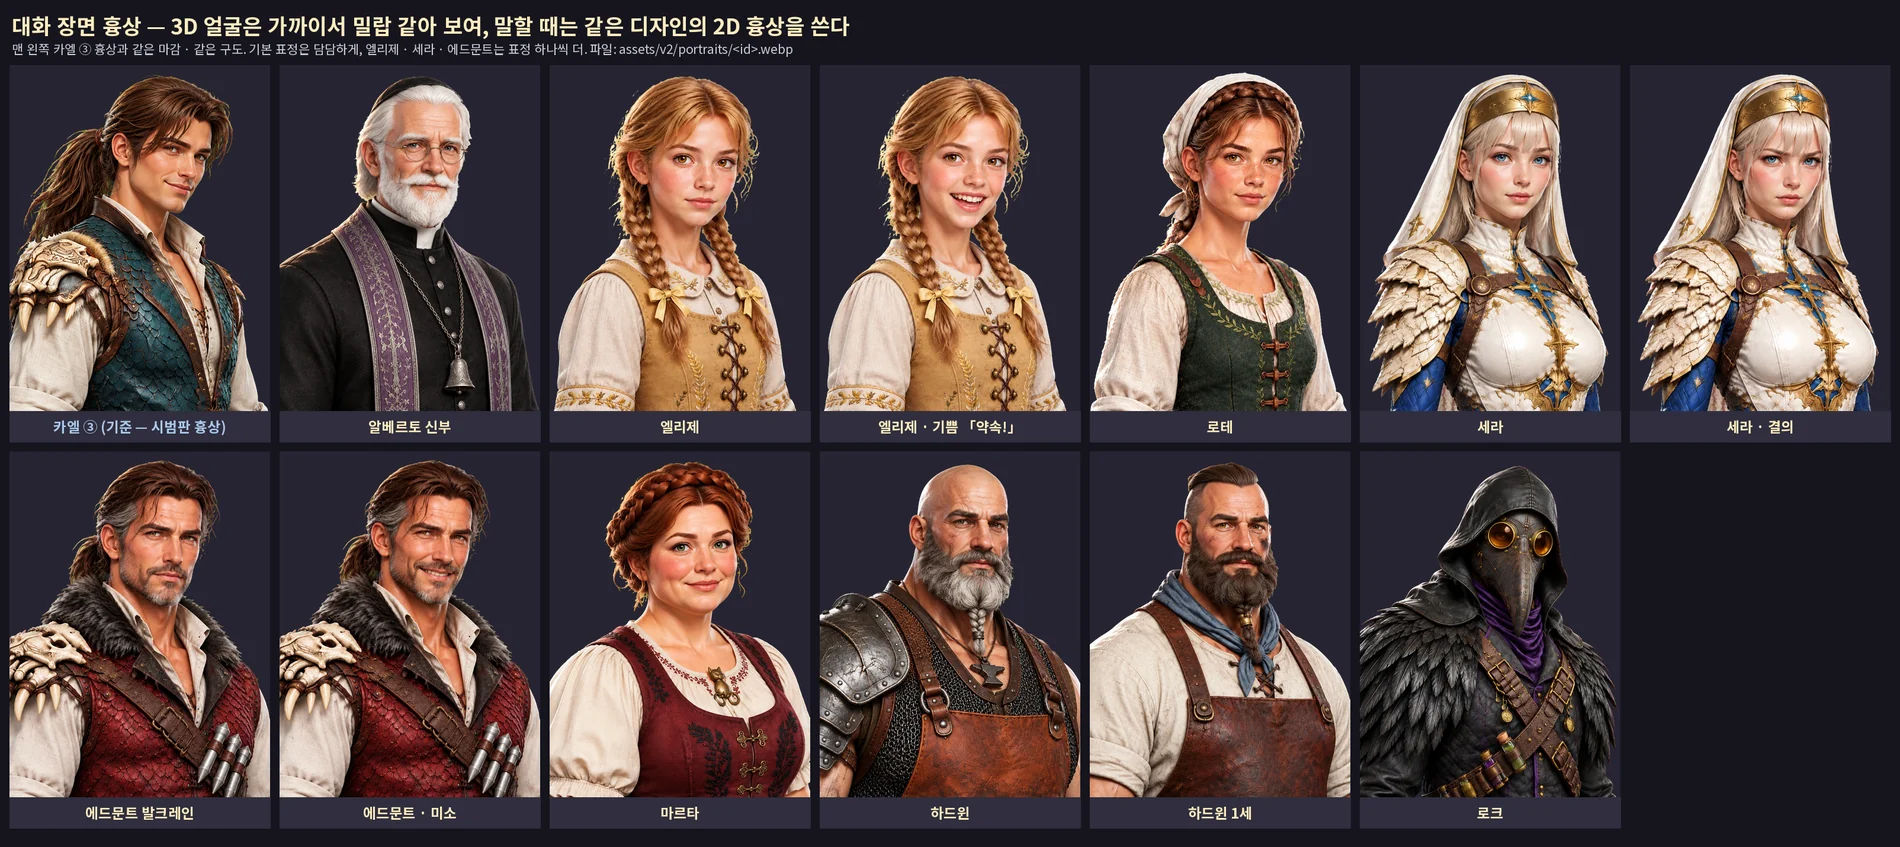 대화 장면 흉상 — 3D 얼굴은 가까이서 밀랍 같아 보여, 말할 때는 같은 디자인의 2D 흉상을 쓴다
맨 왼쪽 카엘 ③ 흉상과 같은 마감 · 같은 구도. 기본 표정은 담담하게, 엘리제 · 세라 · 에드문트는 표정 하나씩 더. 파일: assets/v2/portraits/<id>.webp
카엘 ③ (기준 — 시범판 흉상)
알베르토 신부
엘리제
엘리제 · 기쁨 「약속!」
로테
세라
세라 · 결의
에드문트 발크레인
에드문트 · 미소
마르타
하드윈
하드윈 1세
로크